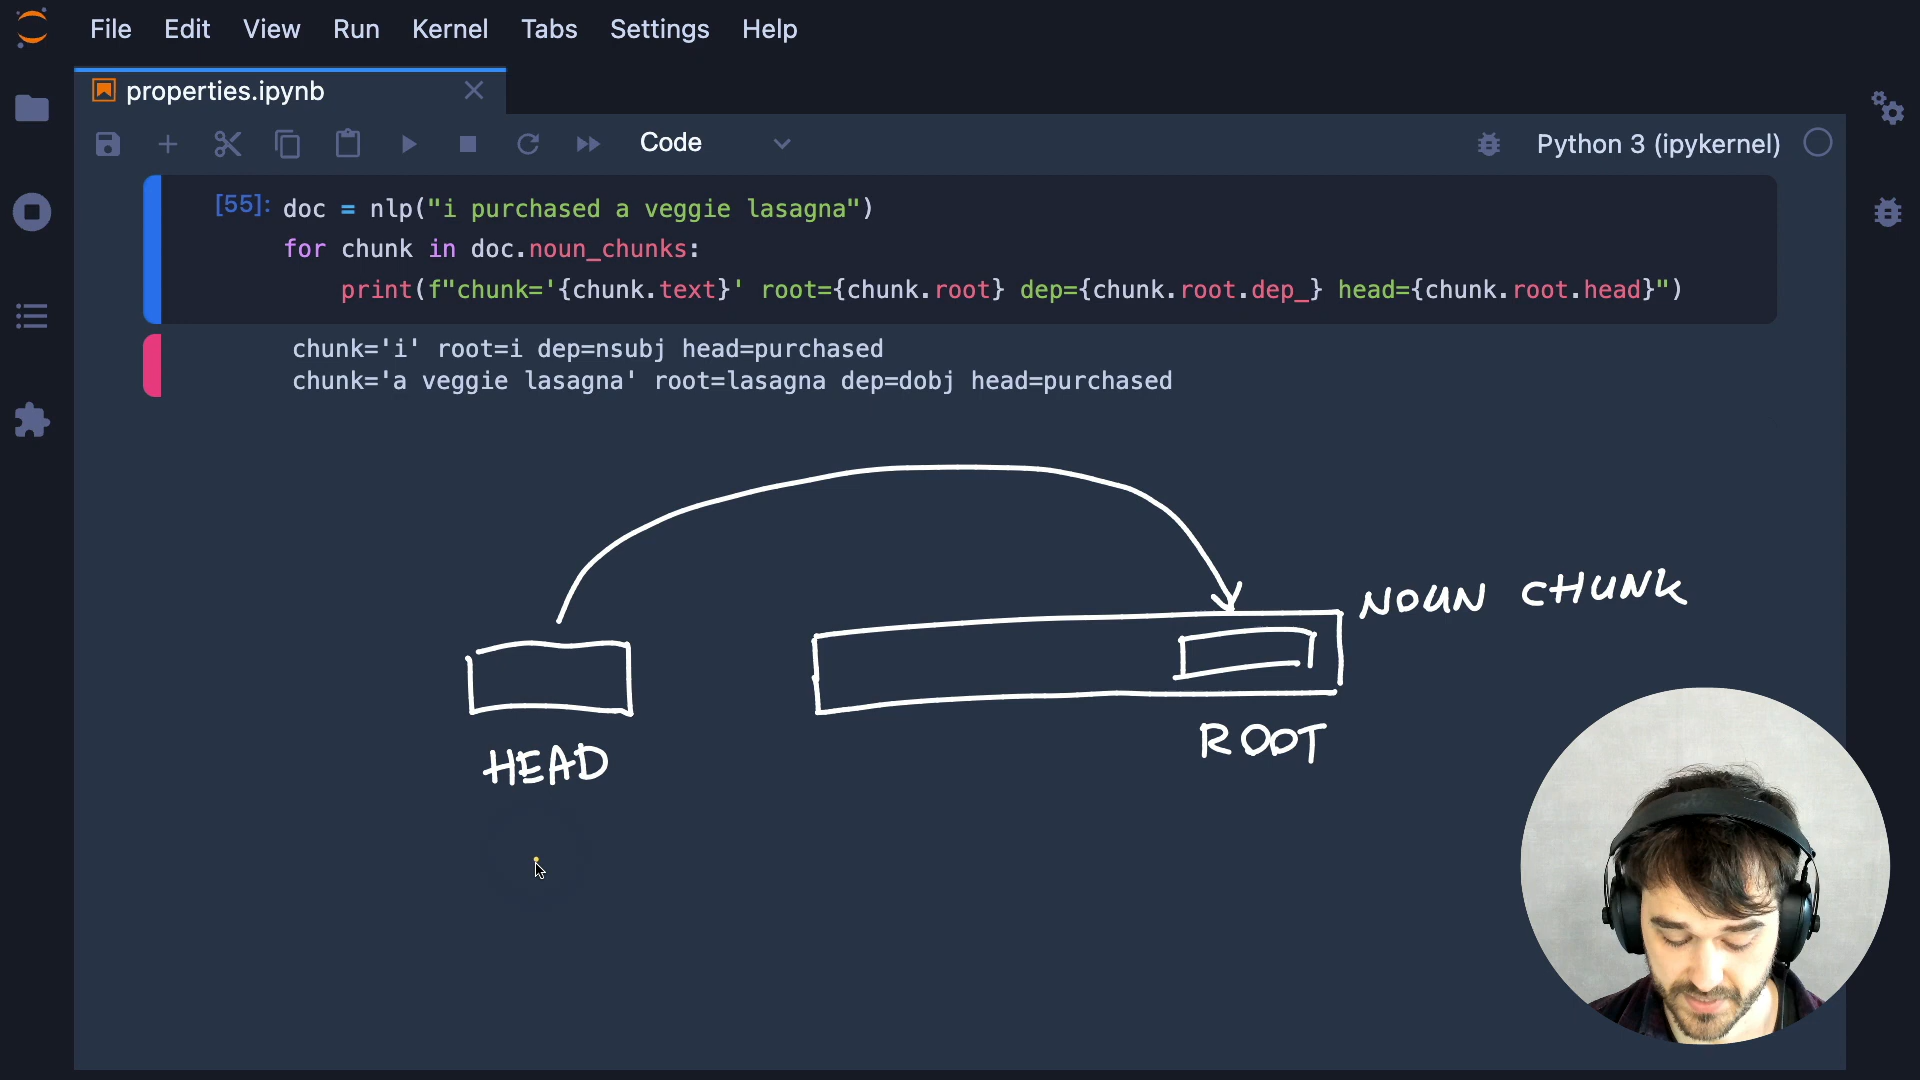 File Edit View Run Kernel Tabs Settings Help
properties.ipynb
Code
Python 3 (ipykernel)
[55]: doc = nlp("i purchased a veggie lasagna")
for chunk in doc.noun_chunks:
print(f"chunk='{chunk.text}' root={chunk.root} dep={chunk.root.dep_} head={chunk.root.head}")
chunk='i' root=i dep=nsubj head=purchased
chunk='a veggie lasagna' root=lasagna dep=dobj head=purchased
NOUN CHUNK
ROOT
HEAD